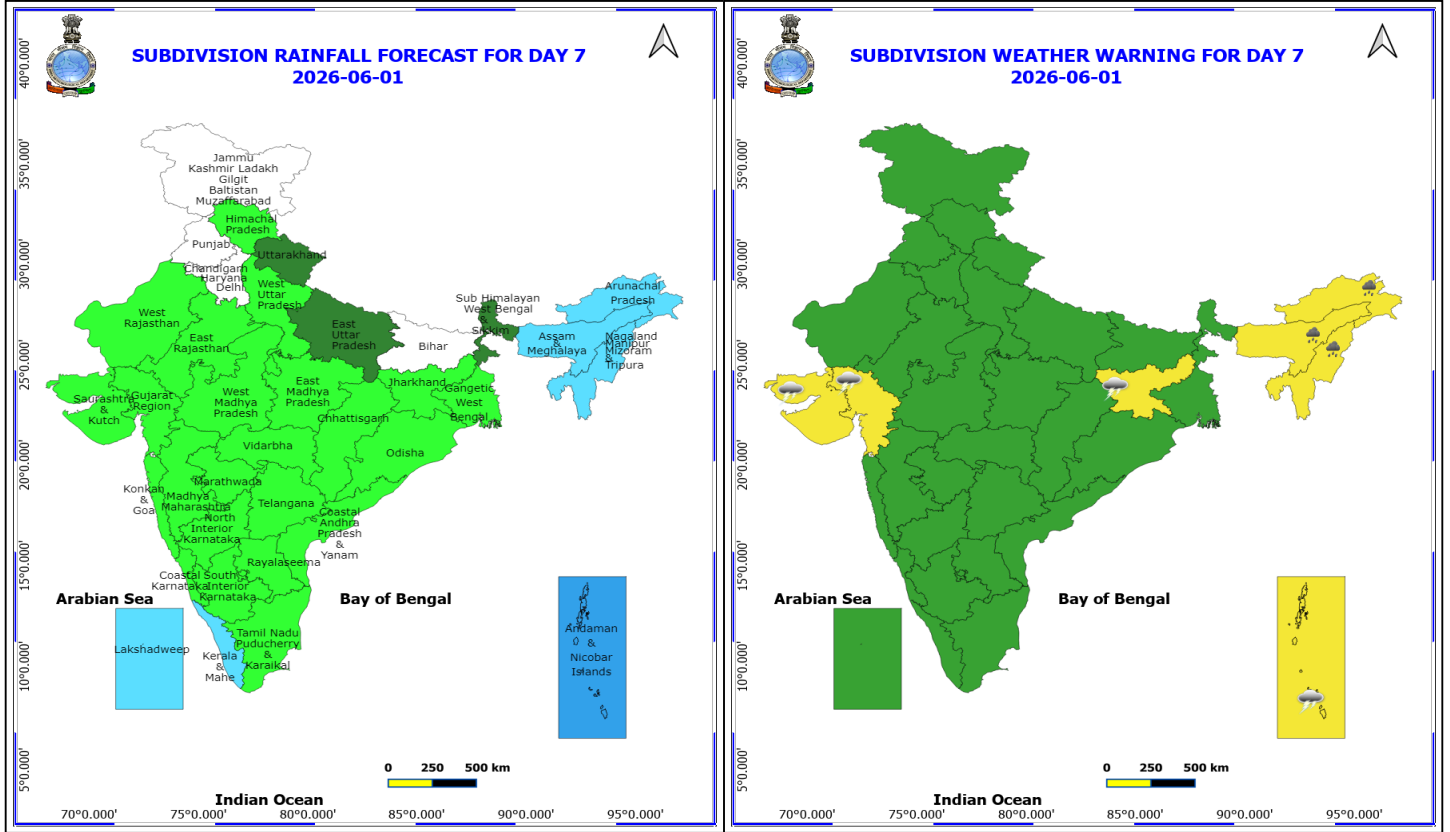 SUBDIVISION RAINFALL FORECAST FOR DAY 7
2026-06-01
40°0.000'
35°0.000'
30°0.000'
25°0.000'
20°0.000'
15°0.000'
10°0.000'
5°0.000'
Jammu
Kashmir Ladakh
Gilgit
Baltistan
Muzaffarabad
Himachal
Pradesh
Punjab
Uttarakhand
Chandigarh
Haryana
Delhi
West
Uttar
Pradesh
West
Rajasthan
East
Rajasthan
East
Uttar
Pradesh
Bihar
Sub Himalayan
West Bengal
&
Sikkim
Arunachal
Pradesh
Assam
&
Meghalaya
Nagaland
Manipur
Mizoram
&
Tripura
Saurashtra
&
Kutch
Gujarat
Region
West
Madhya
Pradesh
East
Madhya
Pradesh
Jharkhand
Gangetic
West
Bengal
Chhattisgarh
Vidarbha
Odisha
Konkan
&
Goa
Madhya
Maharashtra
Marathwada
Telangana
North
Interior
Karnataka
Coastal
Andhra
Pradesh
&
Yanam
Rayalaseema
Coastal
Karnataka
South
Interior
Karnataka
Tamil Nadu
Puducherry
&
Karaikal
Kerala
&
Mahe
Lakshadweep
Andaman
&
Nicobar
Islands
Arabian Sea
Bay of Bengal
0 250 500 km
Indian Ocean
70°0.000' 75°0.000' 80°0.000' 85°0.000' 90°0.000' 95°0.000'
SUBDIVISION WEATHER WARNING FOR DAY 7
2026-06-01
40°0.000'
35°0.000'
30°0.000'
25°0.000'
20°0.000'
15°0.000'
10°0.000'
5°0.000'
Arabian Sea
Bay of Bengal
0 250 500 km
Indian Ocean
70°0.000' 75°0.000' 80°0.000' 85°0.000' 90°0.000' 95°0.000'